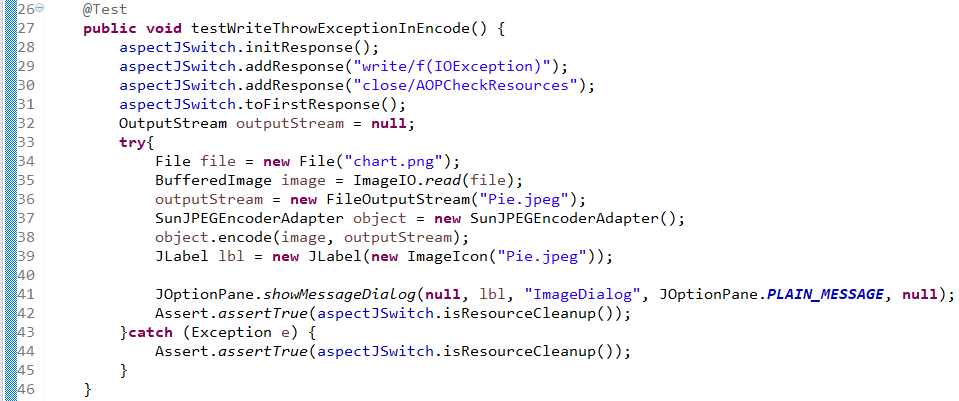 26 @Test
27 public void testWriteThrowExceptionInEncode() {
28 aspectJSwitch.initResponse();
29 aspectJSwitch.addResponse("write/f(IOException)");
30 aspectJSwitch.addResponse("close/AOPCheckResources");
31 aspectJSwitch.toFirstResponse();
32 OutputStream outputStream = null;
33 try{
34 File file = new File("chart.png");
35 BufferedImage image = ImageIO.read(file);
36 outputStream = new FileOutputStream("Pie.jpeg");
37 SunJPEGEncoderAdapter object = new SunJPEGEncoderAdapter();
38 object.encode(image, outputStream);
39 JLabel lbl = new JLabel(new ImageIcon("Pie.jpeg"));
40
41 JOptionPane.showMessageDialog(null, lbl, "ImageDialog", JOptionPane.PLAIN_MESSAGE, null);
42 Assert.assertTrue(aspectJSwitch.isResourceCleanup());
43 }catch (Exception e) {
44 Assert.assertTrue(aspectJSwitch.isResourceCleanup());
45 }
46 }